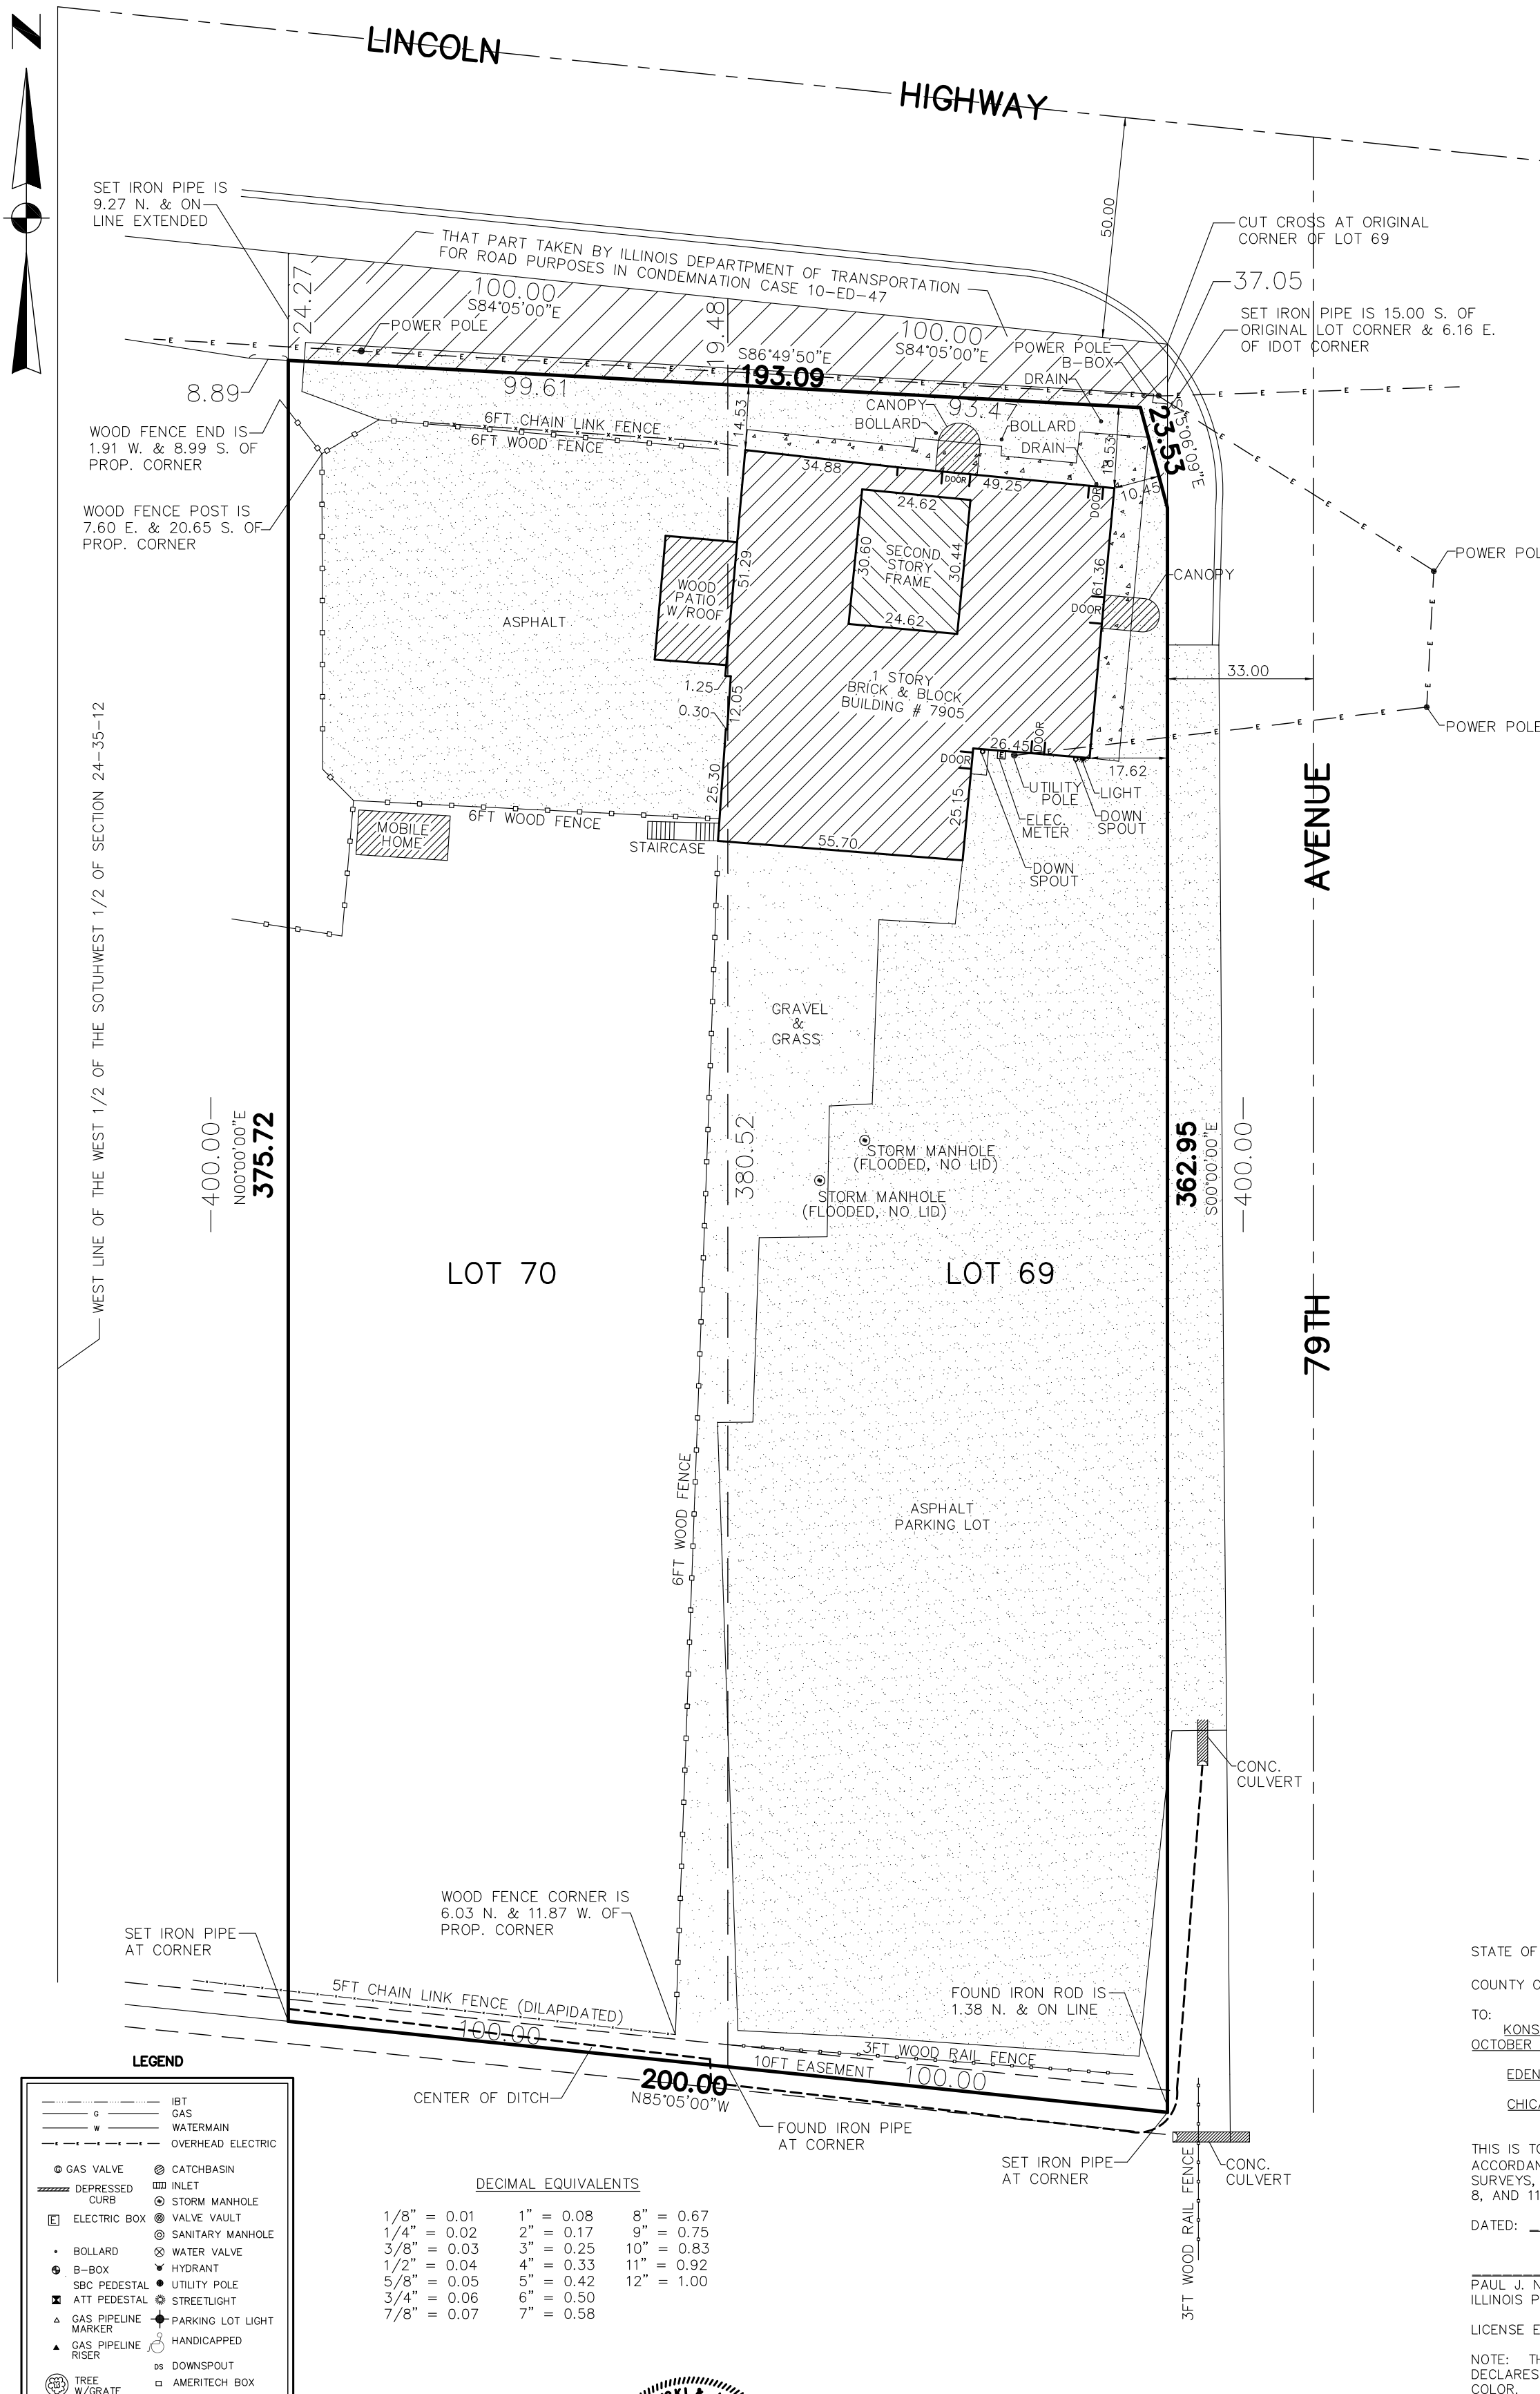 N
LINCOLN
HIGHWAY
SET IRON PIPE IS
9.27 N. & ON
LINE EXTENDED
50.00
CUT CROSS AT ORIGINAL
CORNER OF LOT 69
THAT PART TAKEN BY ILLINOIS DEPARTPMENT OF TRANSPORTATION
FOR ROAD PURPOSES IN CONDEMNATION CASE 10-ED-47
37.05
24.27
100.00
S84°05'00"E
19.48
100.00
S84°05'00"E
SET IRON PIPE IS 15.00 S. OF
ORIGINAL LOT CORNER & 6.16 E.
OF IDOT CORNER
POWER POLE
POWER POLE
B-BOX
DRAIN
S86°49'50"E
193.09
8.89
99.61
93.47
CANOPY
BOLLARD
BOLLARD
DRAIN
23.53
14.53
18.53
6FT CHAIN LINK FENCE
6FT WOOD FENCE
WOOD FENCE END IS
1.91 W. & 8.99 S. OF
PROP. CORNER
34.88
DOOR
49.25
DOOR
10.45
24.62
WOOD FENCE POST IS
7.60 E. & 20.65 S. OF
PROP. CORNER
30.60
SECOND
STORY
FRAME
30.44
24.62
51.29
61.36
POWER POL
CANOPY
DOOR
WOOD
PATIO
W/ROOF
ASPHALT
33.00
1 STORY
BRICK & BLOCK
BUILDING # 7905
1.25
0.30
12.05
25.30
POWER POLE
DOOR
26.45
DOOR
17.62
UTILITY
POLE
LIGHT
ELEC.
METER
DOWN
SPOUT
25.15
DOWN
SPOUT
6FT WOOD FENCE
MOBILE
HOME
STAIRCASE
55.70
AVENUE
79TH
WEST LINE OF THE WEST 1/2 OF THE SOTUHWEST 1/2 OF SECTION 24-35-12
GRAVEL
&
GRASS
400.00
N00°00'00"E
375.72
380.52
STORM MANHOLE
(FLOODED, NO LID)
STORM MANHOLE
(FLOODED, NO LID)
362.95
S00°00'00"E
400.00
LOT 70
LOT 69
6FT WOOD FENCE
ASPHALT
PARKING LOT
CONC.
CULVERT
WOOD FENCE CORNER IS
6.03 N. & 11.87 W. OF
PROP. CORNER
SET IRON PIPE
AT CORNER
5FT CHAIN LINK FENCE (DILAPIDATED)
100.00
FOUND IRON ROD IS
1.38 N. & ON LINE
3FT WOOD RAIL FENCE
10FT EASEMENT
100.00
200.00
N85°05'00"W
CENTER OF DITCH
FOUND IRON PIPE
AT CORNER
SET IRON PIPE
AT CORNER
CONC.
CULVERT
3FT WOOD RAIL FENCE
LEGEND
IBT
G
GAS
W
WATERMAIN
E E E E E
OVERHEAD ELECTRIC
GAS VALVE
CATCHBASIN
DEPRESSED
CURB
INLET
STORM MANHOLE
E
ELECTRIC BOX
VALVE VAULT
SANITARY MANHOLE
BOLLARD
WATER VALVE
B-BOX
HYDRANT
SBC PEDESTAL
UTILITY POLE
ATT PEDESTAL
STREETLIGHT
GAS PIPELINE
MARKER
PARKING LOT LIGHT
GAS PIPELINE
RISER
HANDICAPPED
DS DOWNSPOUT
TREE
W/GRATE
AMERITECH BOX
DECIMAL EQUIVALENTS
1/8" = 0.01 1" = 0.08 8" = 0.67
1/4" = 0.02 2" = 0.17 9" = 0.75
3/8" = 0.03 3" = 0.25 10" = 0.83
1/2" = 0.04 4" = 0.33 11" = 0.92
5/8" = 0.05 5" = 0.42 12" = 1.00
3/4" = 0.06 6" = 0.50
7/8" = 0.07 7" = 0.58
STATE OF
COUNTY O
TO:
KONS
OCTOBER
EDEN
CHICA
THIS IS TO
ACCORDAN
SURVEYS,
8, AND 11
DATED:
PAUL J. N
ILLINOIS P
LICENSE E
NOTE: TH
DECLARES
COLOR.